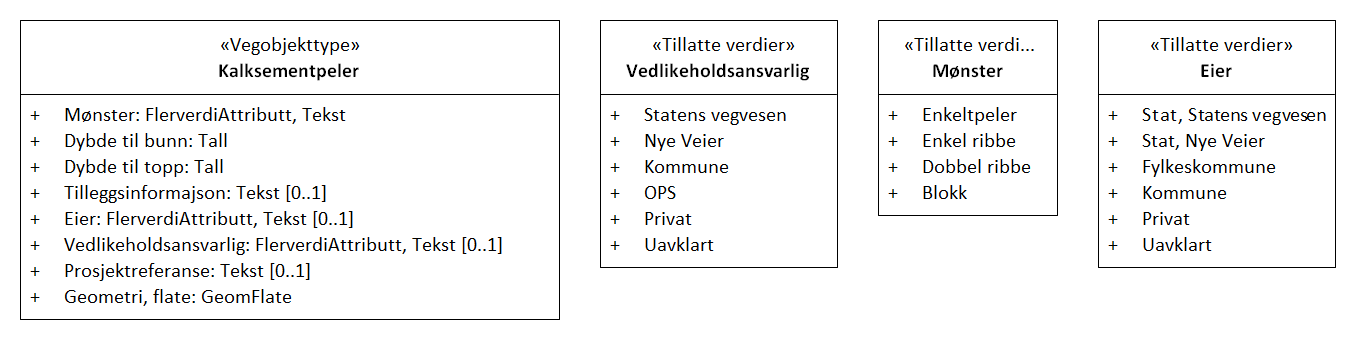 «Vegobjekttype»
Kalksementpeler
+ Mønster: FlerverdiAttributt, Tekst
+ Dybde til bunn: Tall
+ Dybde til topp: Tall
+ Tilleggsinformajson: Tekst [0..1]
+ Eier: FlerverdiAttributt, Tekst [0..1]
+ Vedlikeholdsansvarlig: FlerverdiAttributt, Tekst [0..1]
+ Prosjektreferanse: Tekst [0..1]
+ Geometri, flate: GeomFlate
«Tillatte verdier»
Vedlikeholdsansvarlig
+ Statens vegvesen
+ Nye Veier
+ Kommune
+ OPS
+ Privat
+ Uavklart
«Tillatte verdi...
Mønster
+ Enkeltpeler
+ Enkel ribbe
+ Dobbel ribbe
+ Blokk
«Tillatte verdier»
Eier
+ Stat, Statens vegvesen
+ Stat, Nye Veier
+ Fylkeskommune
+ Kommune
+ Privat
+ Uavklart